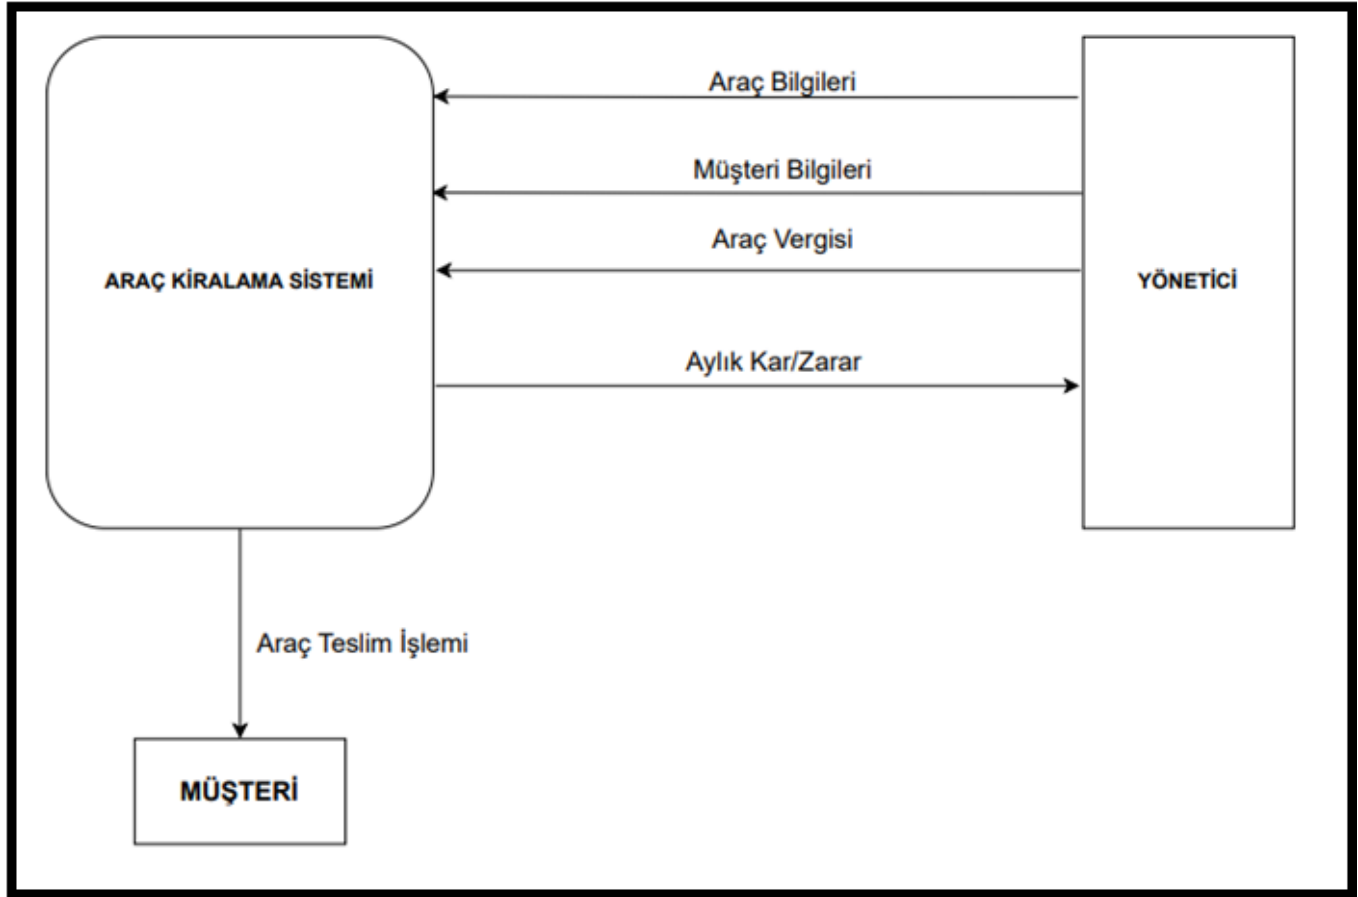 Araç Bilgileri
Müşteri Bilgileri
Araç Vergisi
ARAÇ KİRALAMA SİSTEMİ
YÖNETİCİ
Aylık Kar/Zarar
Araç Teslim İşlemi
MÜŞTERİ